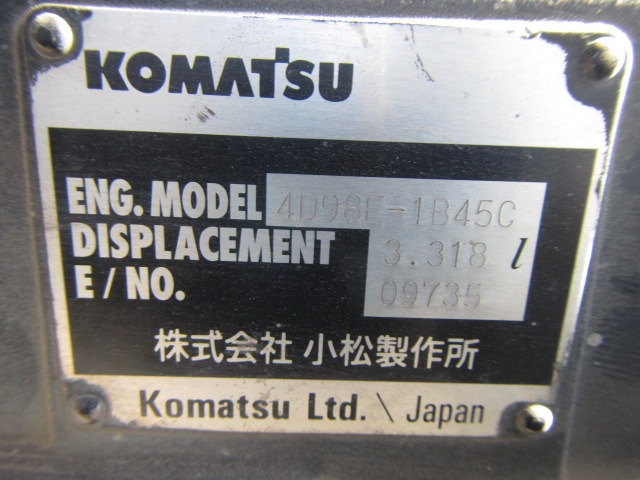 KOMATSU
ENG. MODEL 4D98E-1B45C
DISPLACEMENT 3.318 l
E / NO. 09735
株式会社 小松製作所
Komatsu Ltd. \ Japan